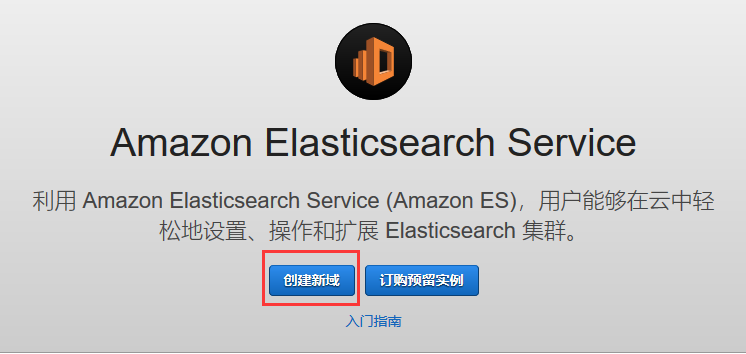 Amazon Elasticsearch Service
利用 Amazon Elasticsearch Service (Amazon ES)，用户能够在云中轻
松地设置、操作和扩展 Elasticsearch 集群。
创建新域 订购预留实例
入门指南